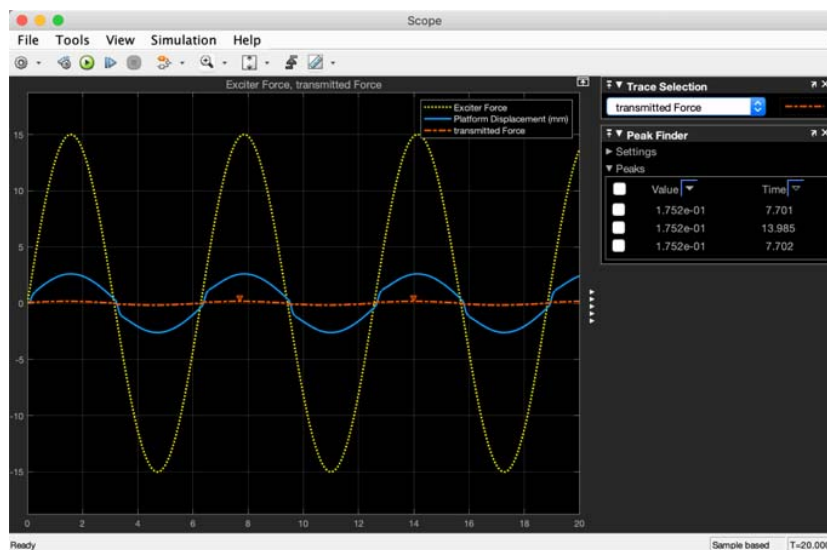 Scope
File Tools View Simulation Help
Exciter Force, transmitted Force
Exciter Force
Platform Displacement (mm)
transmitted Force
15
10
5
0
-5
-10
-15
0 2 4 6 8 10 12 14 16 18 20
Trace Selection
transmitted Force
Peak Finder
Settings
Peaks
Value Time
1.752e-01 7.701
1.752e-01 13.985
1.752e-01 7.702
Ready Sample based T=20.000